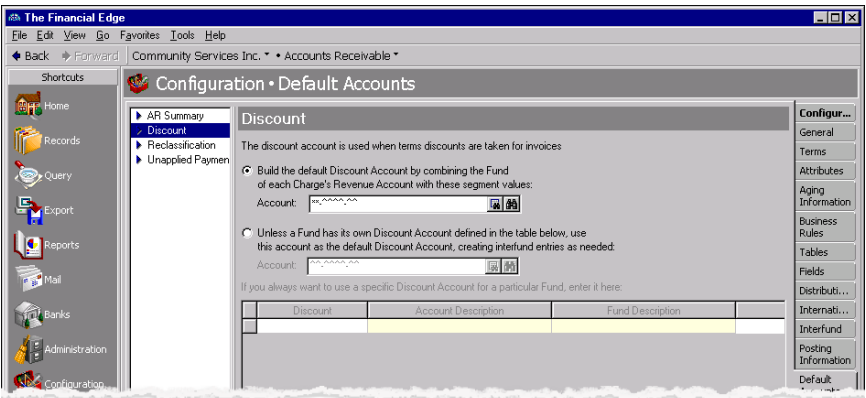 The Financial Edge
File Edit View Go Favorites Tools Help
Back Forward Community Services Inc. • Accounts Receivable
Shortcuts
Home
Records
Query
Export
Reports
Mail
Banks
Administration
Configuration
Configuration • Default Accounts
AR Summary
Discount
Reclassification
Unapplied Paymen
Discount
The discount account is used when terms discounts are taken for invoices
Build the default Discount Account by combining the Fund
of each Charge's Revenue Account with these segment values:
Account: **-^^^^-^^
Unless a Fund has its own Discount Account defined in the table below, use
this account as the default Discount Account, creating interfund entries as needed:
Account: ^^-^^^^-^^
If you always want to use a specific Discount Account for a particular Fund, enter it here:
Discount Account Description Fund Description
Configur...
General
Terms
Attributes
Aging
Information
Business
Rules
Tables
Fields
Distributi...
Internati...
Interfund
Posting
Information
Default